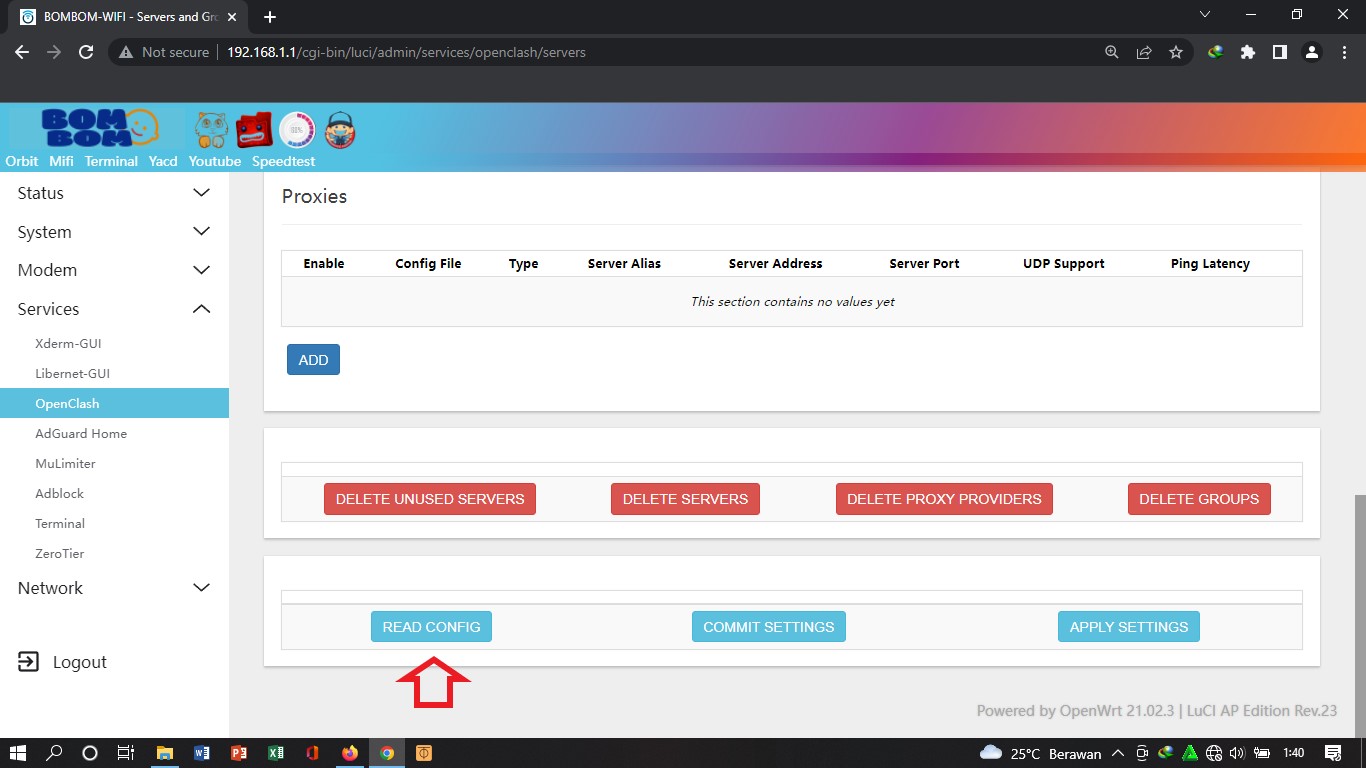 BOMBOM-WIFI - Servers and Gro
Not secure 192.168.1.1/cgi-bin/luci/admin/services/openclash/servers
BOM
BOM
Orbit Mifi Terminal Yacd Youtube Speedtest
Status
System
Modem
Services
Xderm-GUI
Libernet-GUI
OpenClash
AdGuard Home
MuLimiter
Adblock
Terminal
ZeroTier
Network
Logout
Proxies
Enable Config File Type Server Alias Server Address Server Port UDP Support Ping Latency
This section contains no values yet
ADD
DELETE UNUSED SERVERS DELETE SERVERS DELETE PROXY PROVIDERS DELETE GROUPS
READ CONFIG COMMIT SETTINGS APPLY SETTINGS
Powered by OpenWrt 21.02.3 | LuCI AP Edition Rev.23
25°C Berawan 1:40